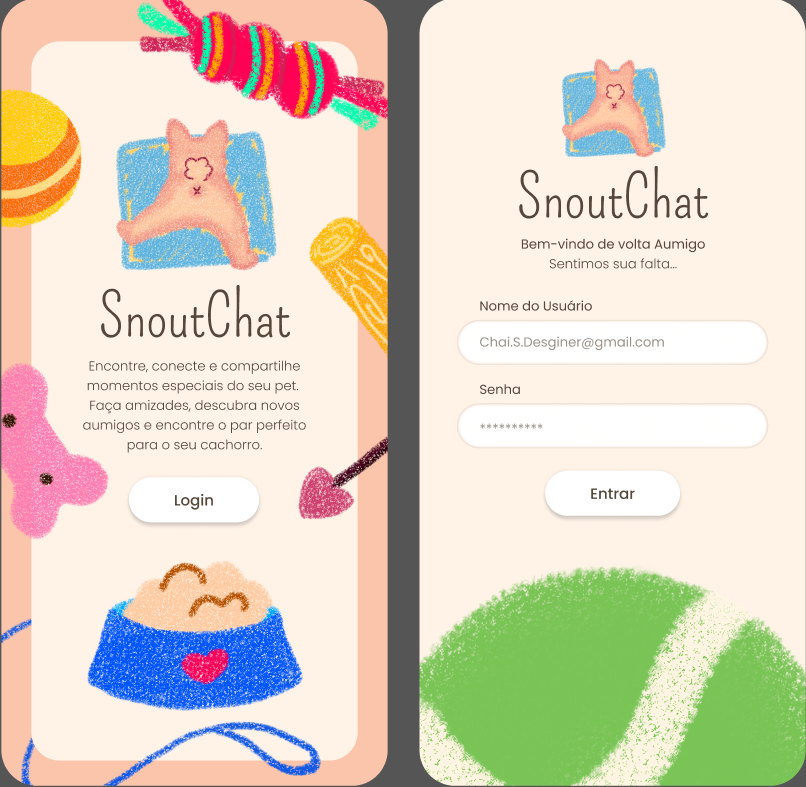 SnoutChat
Encontre, conecte e compartilhe
momentos especiais do seu pet.
Faça amizades, descubra novos
aumigos e encontre o par perfeito
para o seu cachorro.
Login
SnoutChat
Bem-vindo de volta Aumigo
Sentimos sua falta...
Nome do Usuário
Chai.S.Desginer@gmail.com
Senha
**********
Entrar